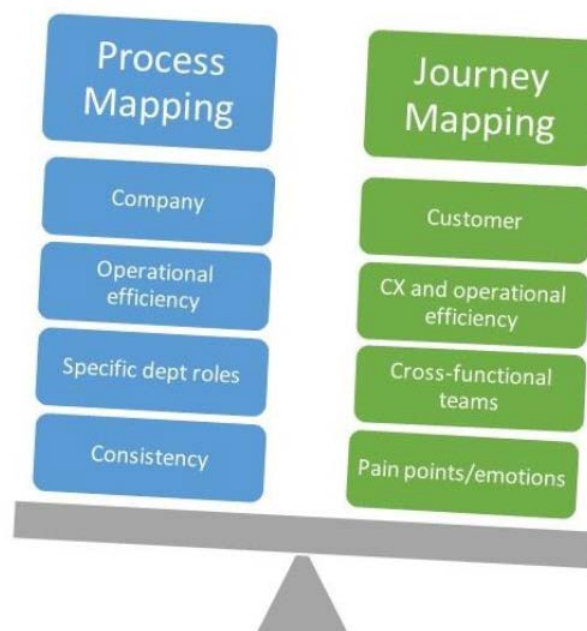 Process
Mapping
Company
Operational
efficiency
Specific dept roles
Consistency
Journey
Mapping
Customer
CX and operational
efficiency
Cross-functional
teams
Pain points/emotions